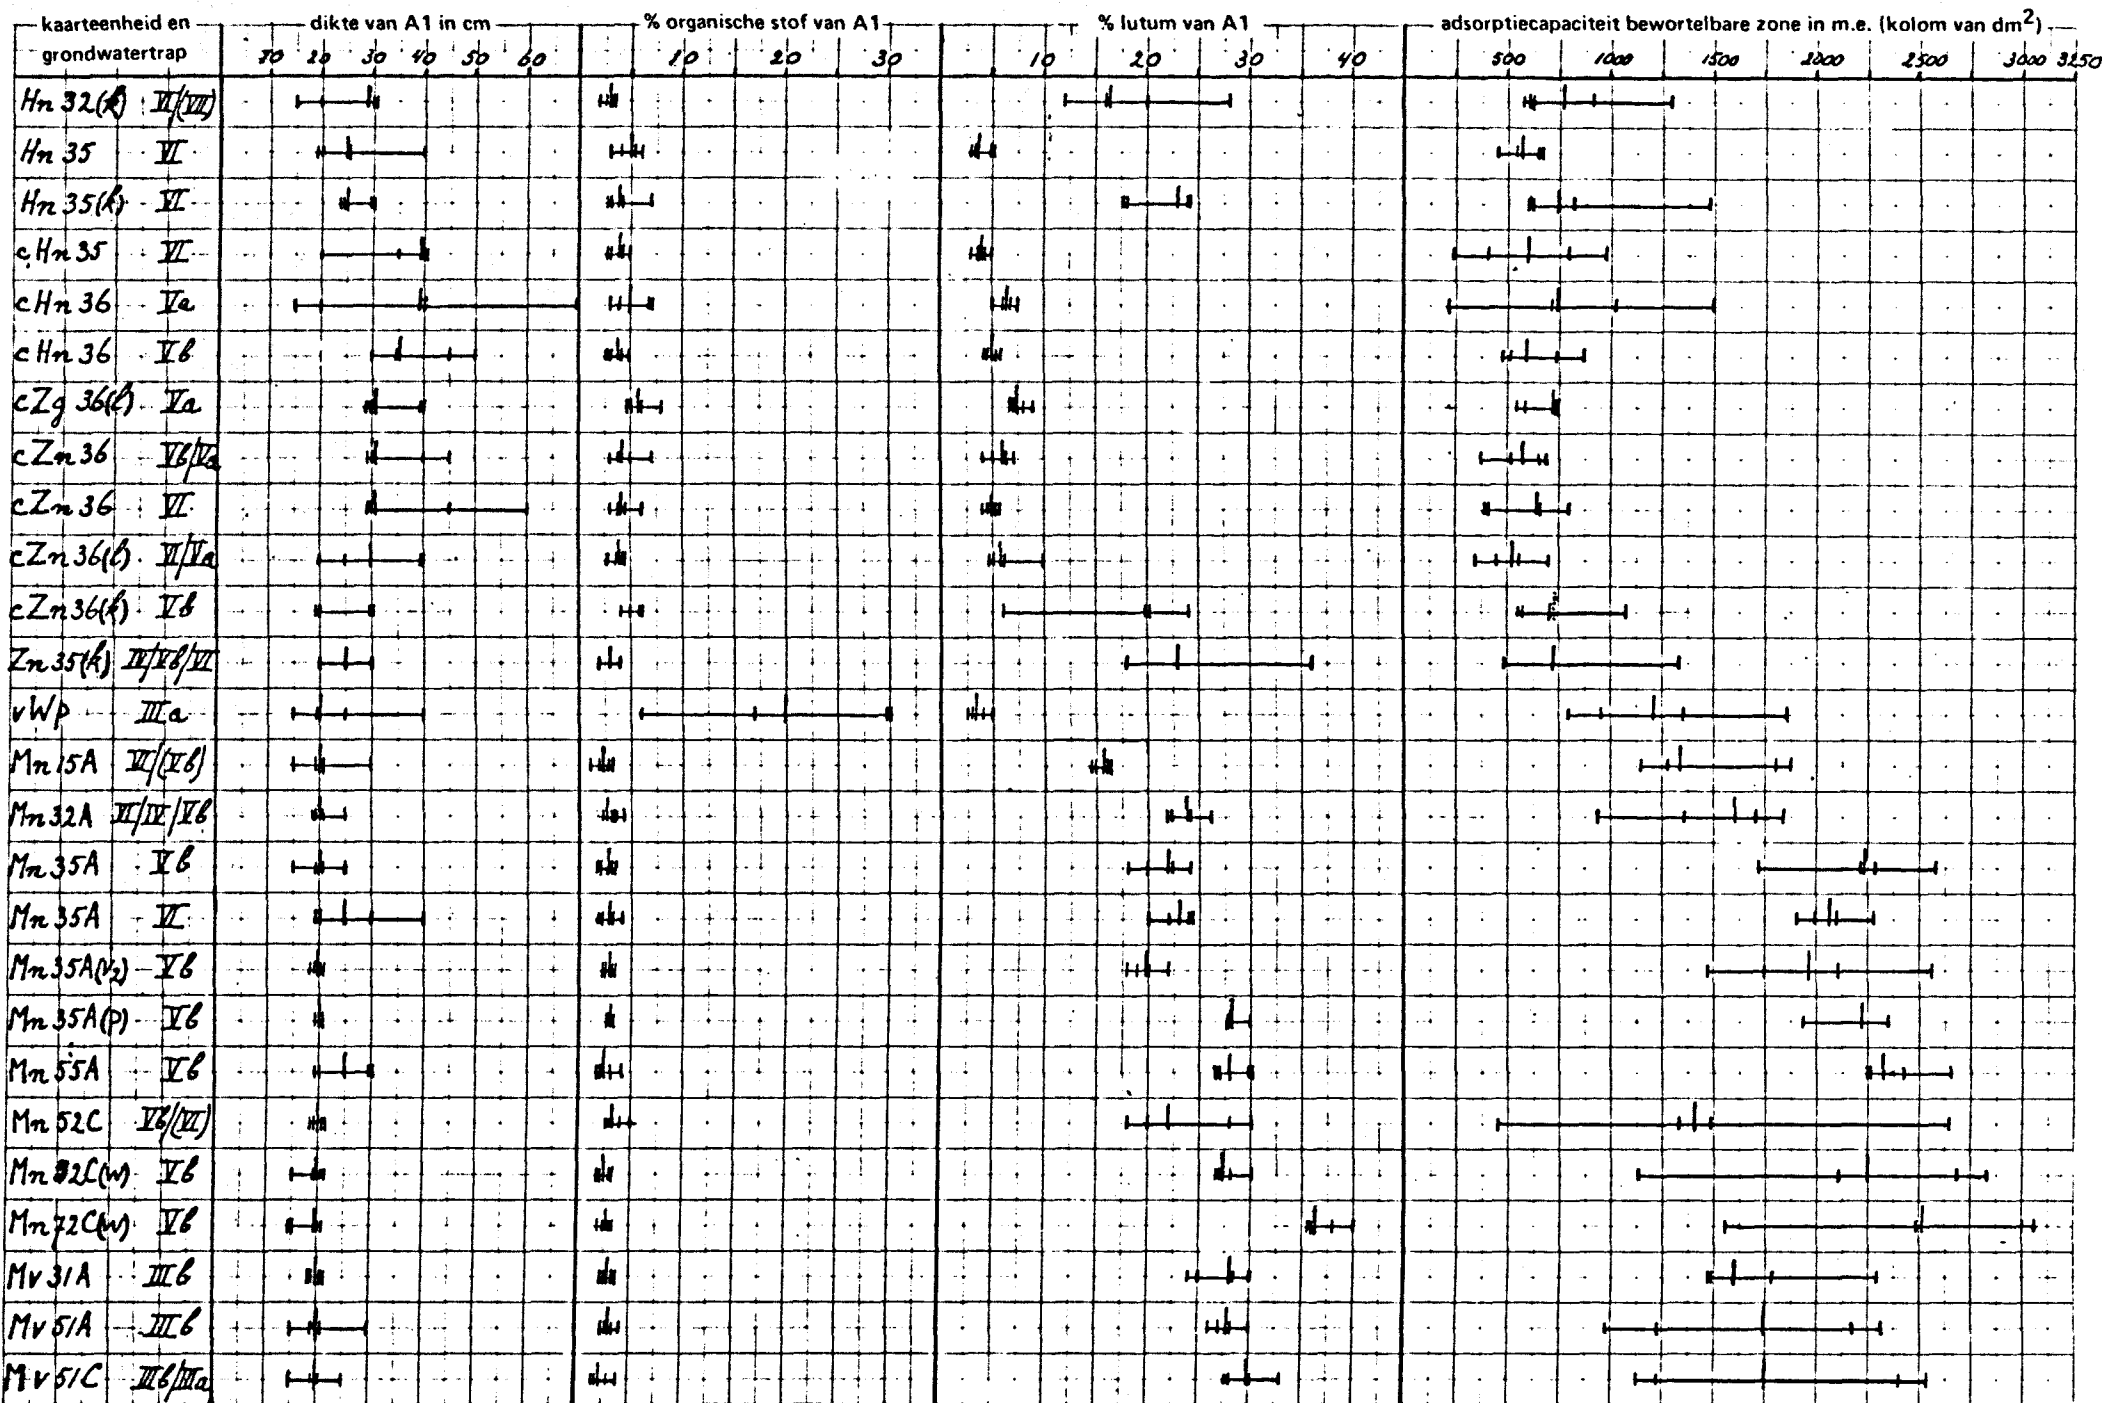 kaarteenheid en grondwatertrap
dikte van A1 in cm
% organische stof van A1
% lutum van A1
adsorptiecapaciteit bewortelbare zone in m.e. (kolom van dm²)
10 20 30 40 50 60
10 20 30
10 20 30 40
500 1000 1500 2000 2500 3000 3250
Hn 32(k) VI/(VII)
Hn 35 VI
Hn 35(k) VI
cHn 35 VI
cHn 36 Va
cHn 36 Vb
cZg 36(l) Va
cZn 36 Vb/Va
cZn 36 VI
cZn 36(l) VI/Va
cZn 36(k) Vb
Zn 35(k) IV/Vb/VI
vWp IIIa
Mn 15A VI/(Vb)
Mn 32A VI/IV/Vb
Mn 35A Vb
Mn 35A VI
Mn 35A(v2) Vb
Mn 35A(p) Vb
Mn 55A Vb
Mn 52C Vb/(VI)
Mn 82C(w) Vb
Mn 72C(w) Vb
Mv 31A IIIb
Mv 51A IIIb
Mv 51C IIIb/IIIa